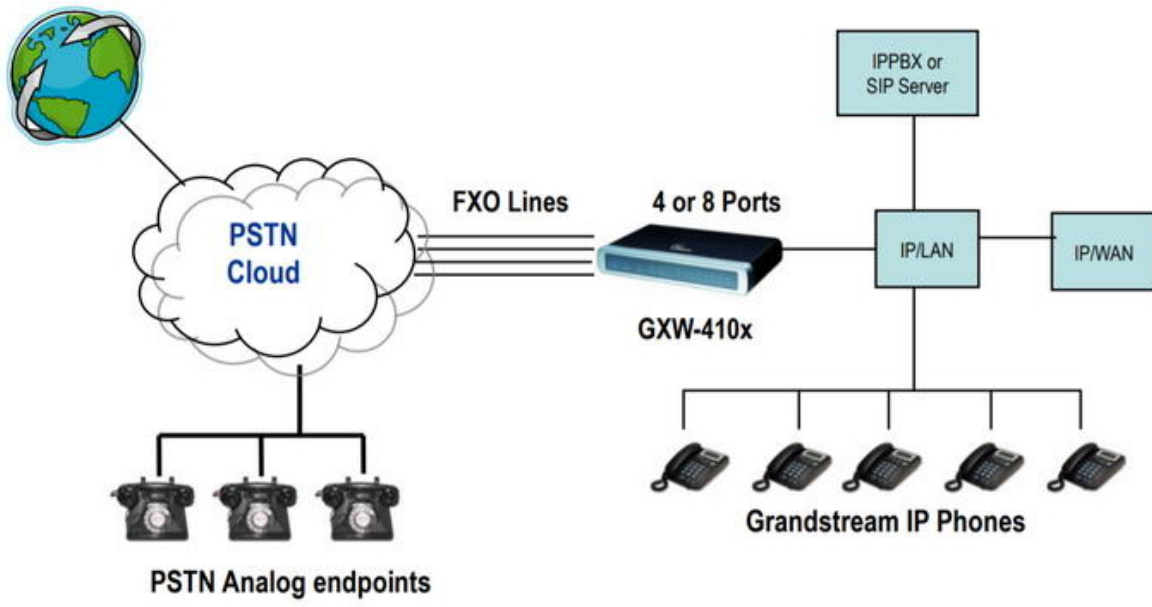 IPPBX or
SIP Server
FXO Lines
4 or 8 Ports
PSTN
Cloud
IP/LAN
IP/WAN
GXW-410x
Grandstream IP Phones
PSTN Analog endpoints